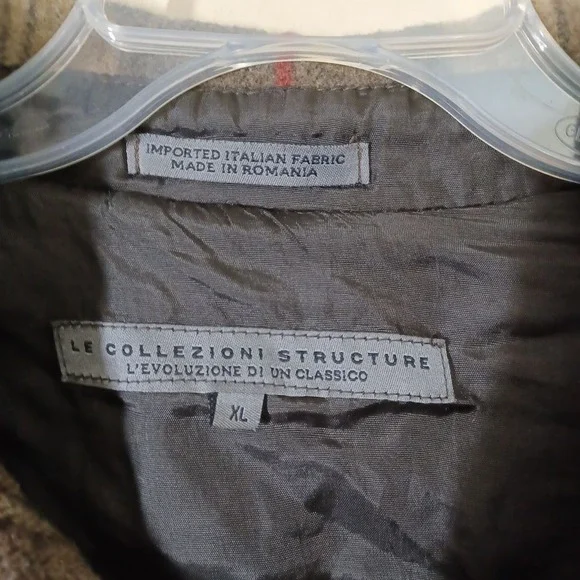 IMPORTED ITALIAN FABRIC
MADE IN ROMANIA
LE COLLEZIONI STRUCTURE
L'EVOLUZIONE DI UN CLASSICO
XL